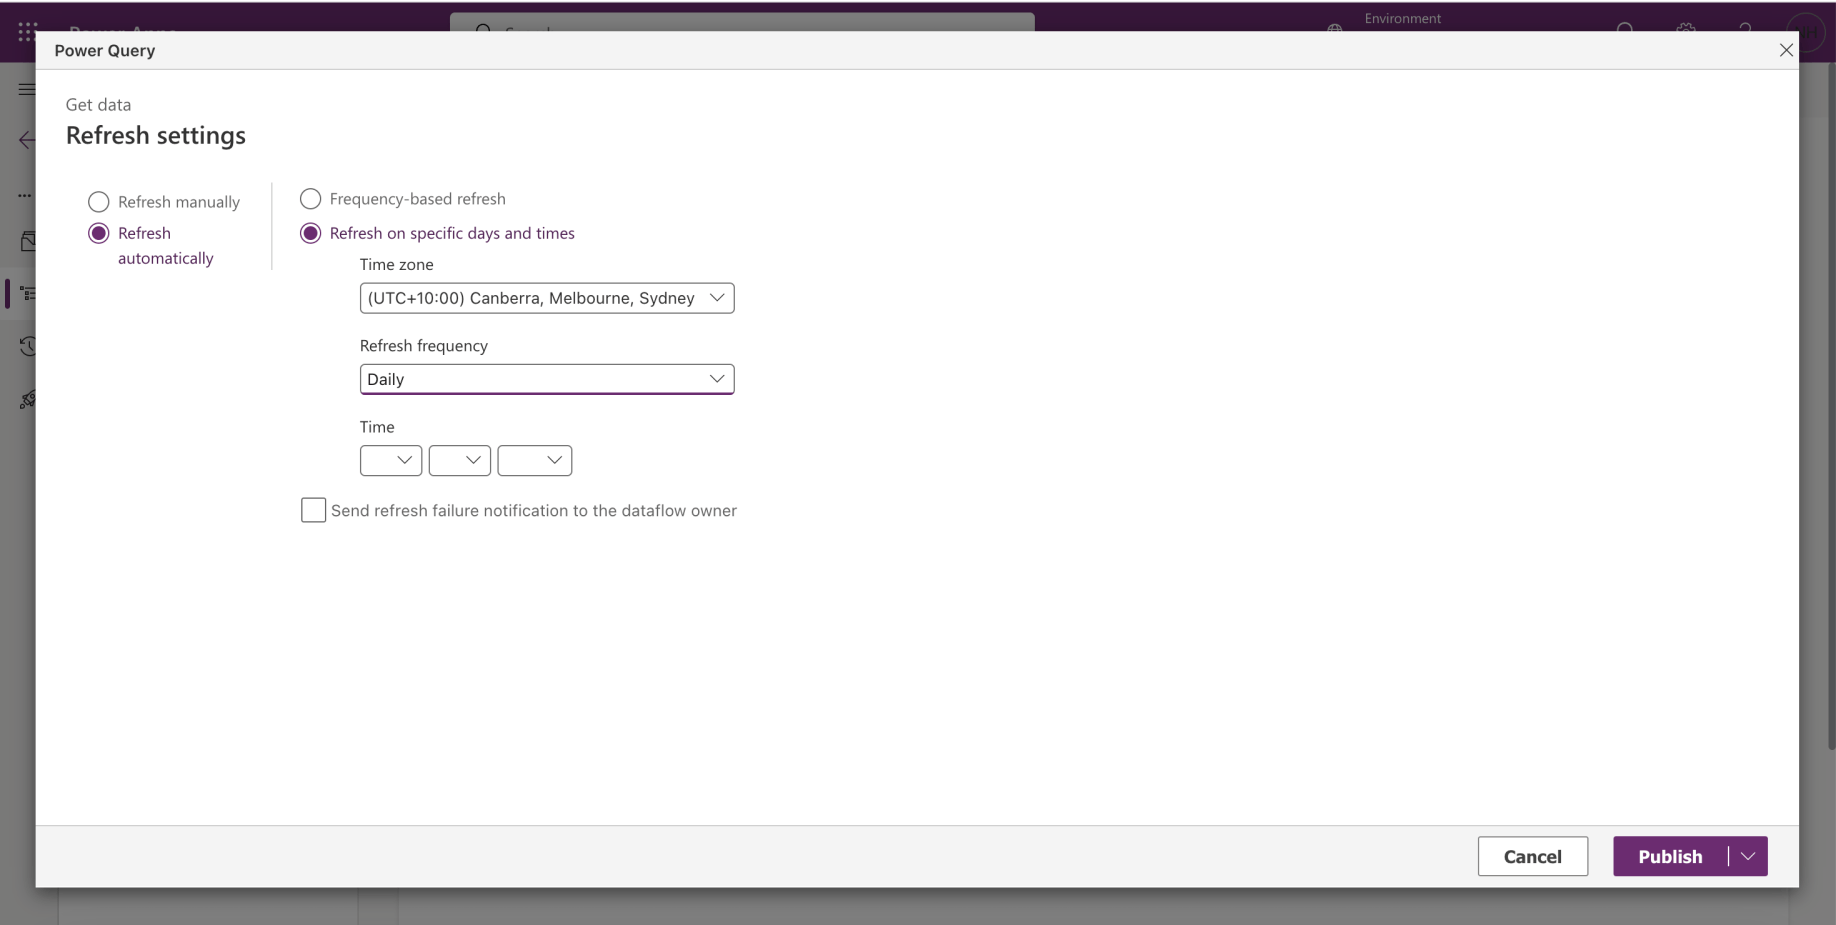 Environment
Power Query
Get data
Refresh settings
Refresh manually
Refresh automatically
Frequency-based refresh
Refresh on specific days and times
Time zone
(UTC+10:00) Canberra, Melbourne, Sydney
Refresh frequency
Daily
Time
Send refresh failure notification to the dataflow owner
Cancel
Publish